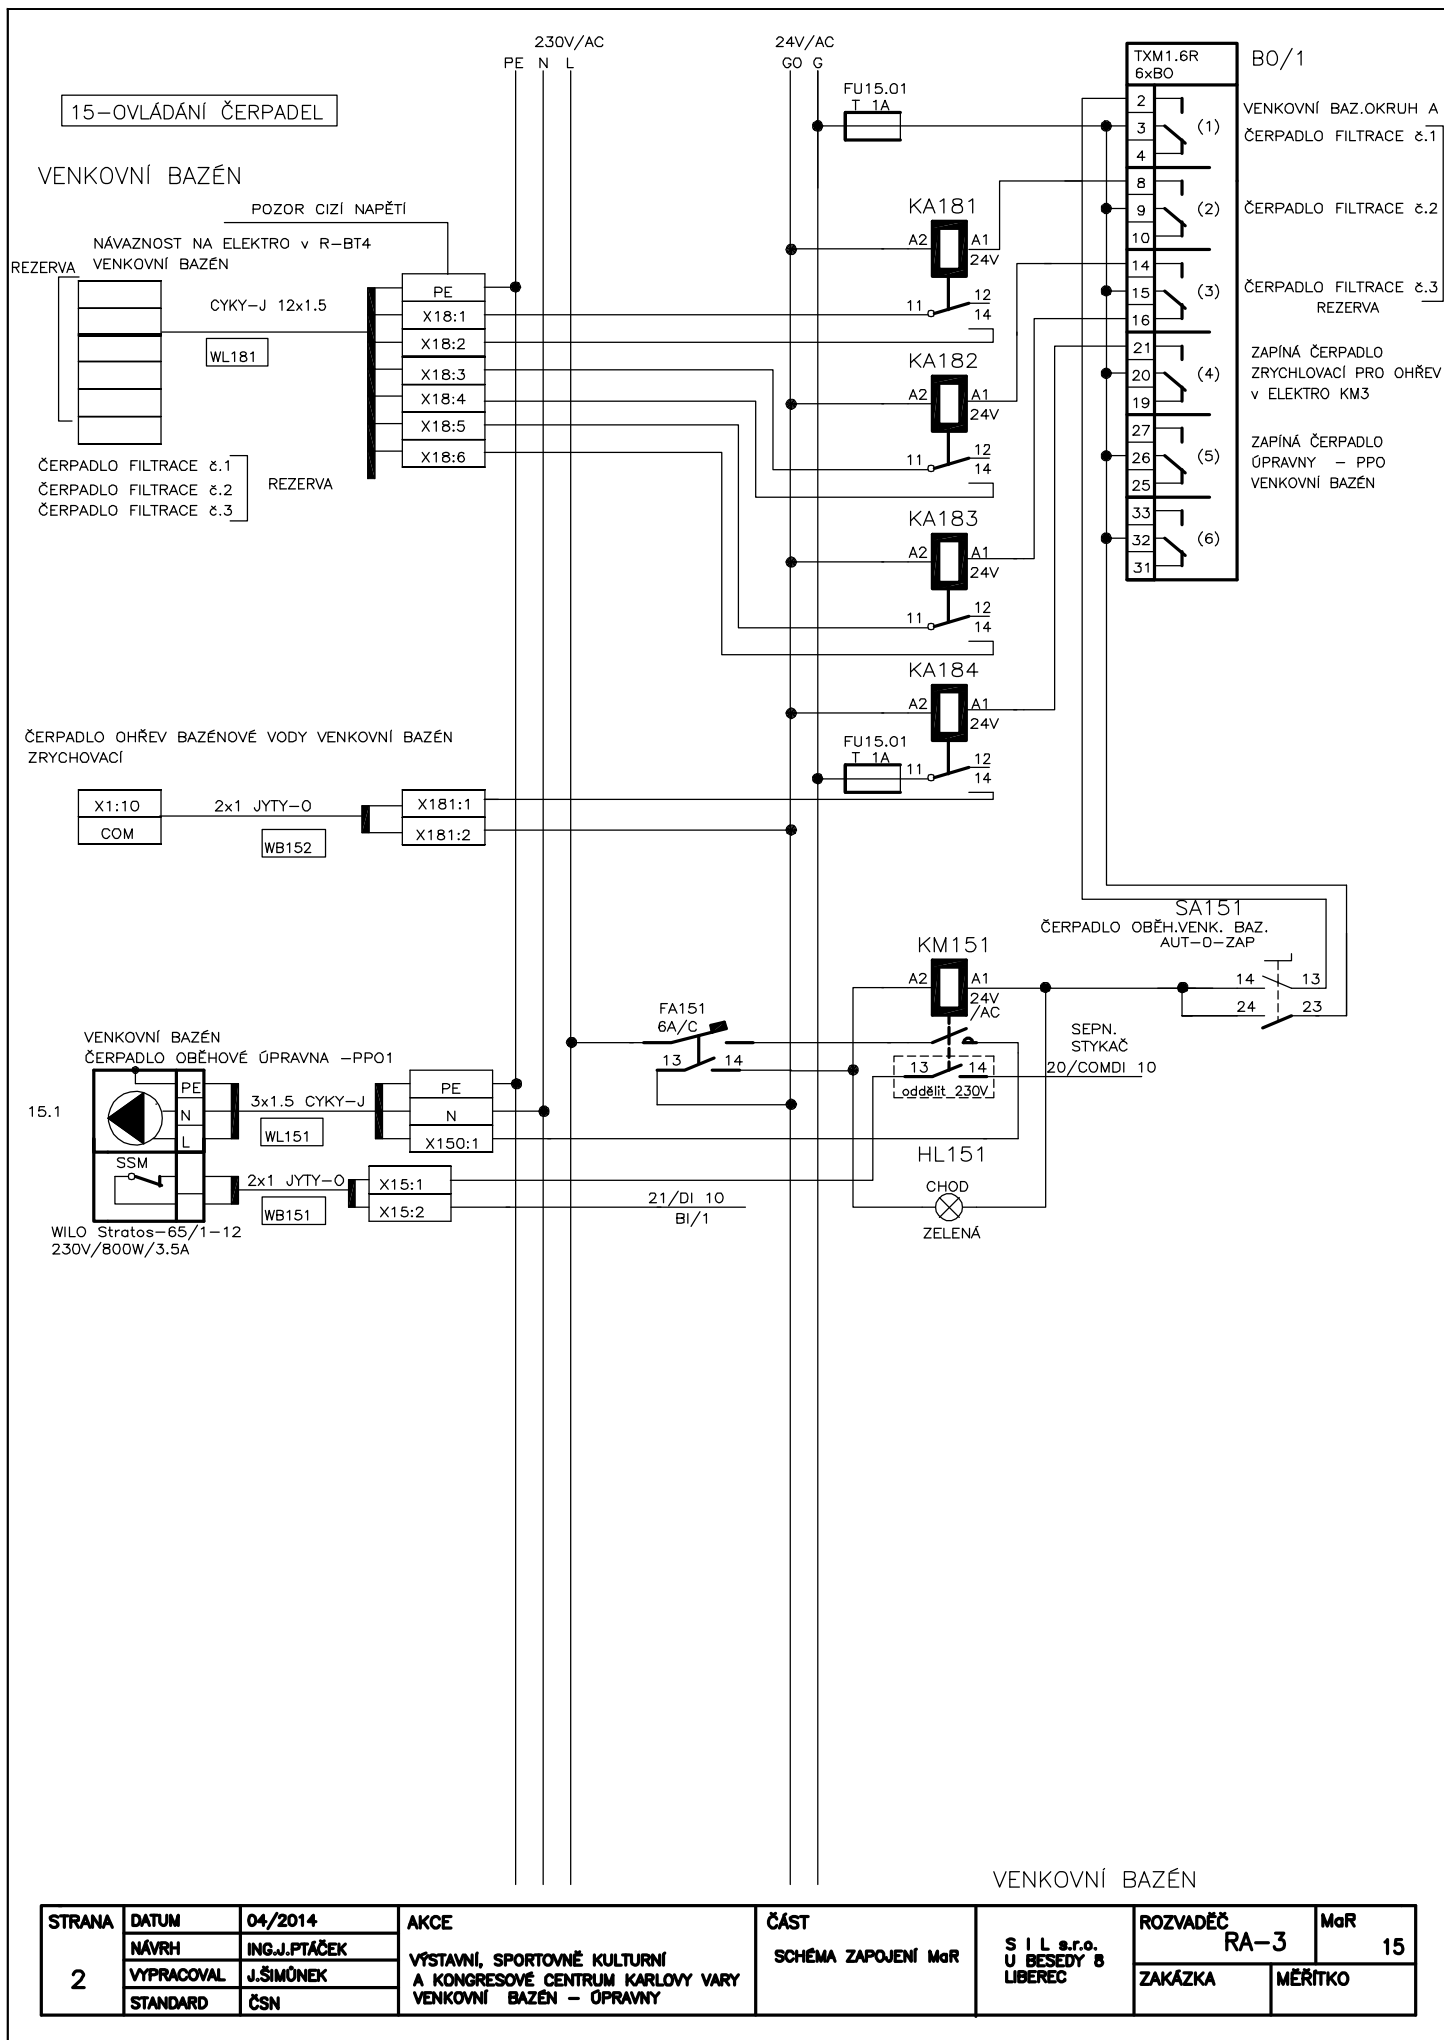 230V/AC
PE N L
24V/AC
G0 G
15-OVLÁDÁNÍ ČERPADEL
VENKOVNÍ BAZÉN
POZOR CIZÍ NAPĚTÍ
NÁVAZNOST NA ELEKTRO v R-BT4
VENKOVNÍ BAZÉN
REZERVA
CYKY-J 12x1.5
WL181
PE
X18:1
X18:2
X18:3
X18:4
X18:5
X18:6
ČERPADLO FILTRACE č.1
ČERPADLO FILTRACE č.2
ČERPADLO FILTRACE č.3
REZERVA
FU15.01
T 1A
KA181
A2 A1
24V
11 12
14
KA182
A2 A1
24V
11 12
14
KA183
A2 A1
24V
11 12
14
KA184
A2 A1
24V
FU15.01
T 1A
11 12
14
TXM1.6R
6xBO
BO/1
2
3 (1)
4
8
9 (2)
10
14
15 (3)
16
21
20 (4)
19
27
26 (5)
25
33
32 (6)
31
VENKOVNÍ BAZ.OKRUH A
ČERPADLO FILTRACE č.1
ČERPADLO FILTRACE č.2
ČERPADLO FILTRACE č.3
REZERVA
ZAPÍNÁ ČERPADLO
ZRYCHLOVACÍ PRO OHŘEV
v ELEKTRO KM3
ZAPÍNÁ ČERPADLO
ÚPRAVNY - PPO
VENKOVNÍ BAZÉN
ČERPADLO OHŘEV BAZÉNOVÉ VODY VENKOVNÍ BAZÉN
ZRYCHOVACÍ
X1:10
COM
2x1 JYTY-O
WB152
X181:1
X181:2
SA151
ČERPADLO OBĚH.VENK. BAZ.
AUT-0-ZAP
14 13
24 23
KM151
A2 A1
24V
/AC
FA151
6A/C
13 14
13 14
oddělit 230V
SEPN.
STYKAČ
20/COMDI 10
VENKOVNÍ BAZÉN
ČERPADLO OBĚHOVÉ ÚPRAVNA -PPO1
15.1
PE
N
L
3x1.5 CYKY-J
WL151
PE
N
X150:1
SSM
2x1 JYTY-O
WB151
X15:1
X15:2
21/DI 10
BI/1
HL151
CHOD
ZELENÁ
WILO Stratos-65/1-12
230V/800W/3.5A
VENKOVNÍ BAZÉN
STRANA
2
DATUM 04/2014
NÁVRH ING.J.PTÁČEK
VYPRACOVAL J.ŠIMŮNEK
STANDARD ČSN
AKCE
VÝSTAVNÍ, SPORTOVNĚ KULTURNÍ
A KONGRESOVÉ CENTRUM KARLOVY VARY
VENKOVNÍ BAZÉN - ÚPRAVNY
ČÁST
SCHÉMA ZAPOJENÍ MaR
S I L s.r.o.
U BESEDY 8
LIBEREC
ROZVADĚČ
RA-3
MaR
15
ZAKÁZKA
MĚŘÍTKO